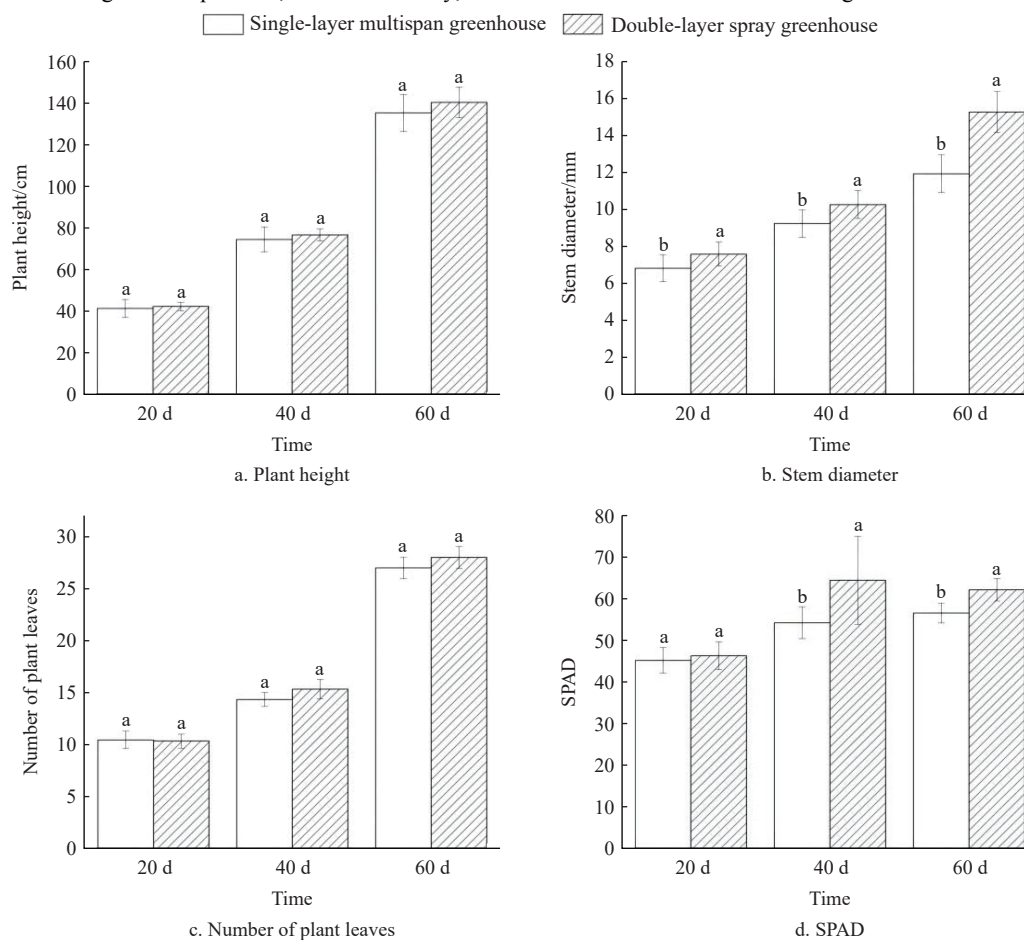 Single-layer multispan greenhouse Double-layer spray greenhouse
160
140
120
100
80
60
40
20
0
Plant height/cm
a a
a a
a a
20 d 40 d 60 d
Time
a. Plant height
18
16
14
12
10
8
6
4
2
0
Stem diameter/mm
b a
b a
b a
20 d 40 d 60 d
Time
b. Stem diameter
30
25
20
15
10
5
0
Number of plant leaves
a a
a a
a a
20 d 40 d 60 d
Time
c. Number of plant leaves
80
70
60
50
40
30
20
10
0
SPAD
a a
b a
b a
20 d 40 d 60 d
Time
d. SPAD